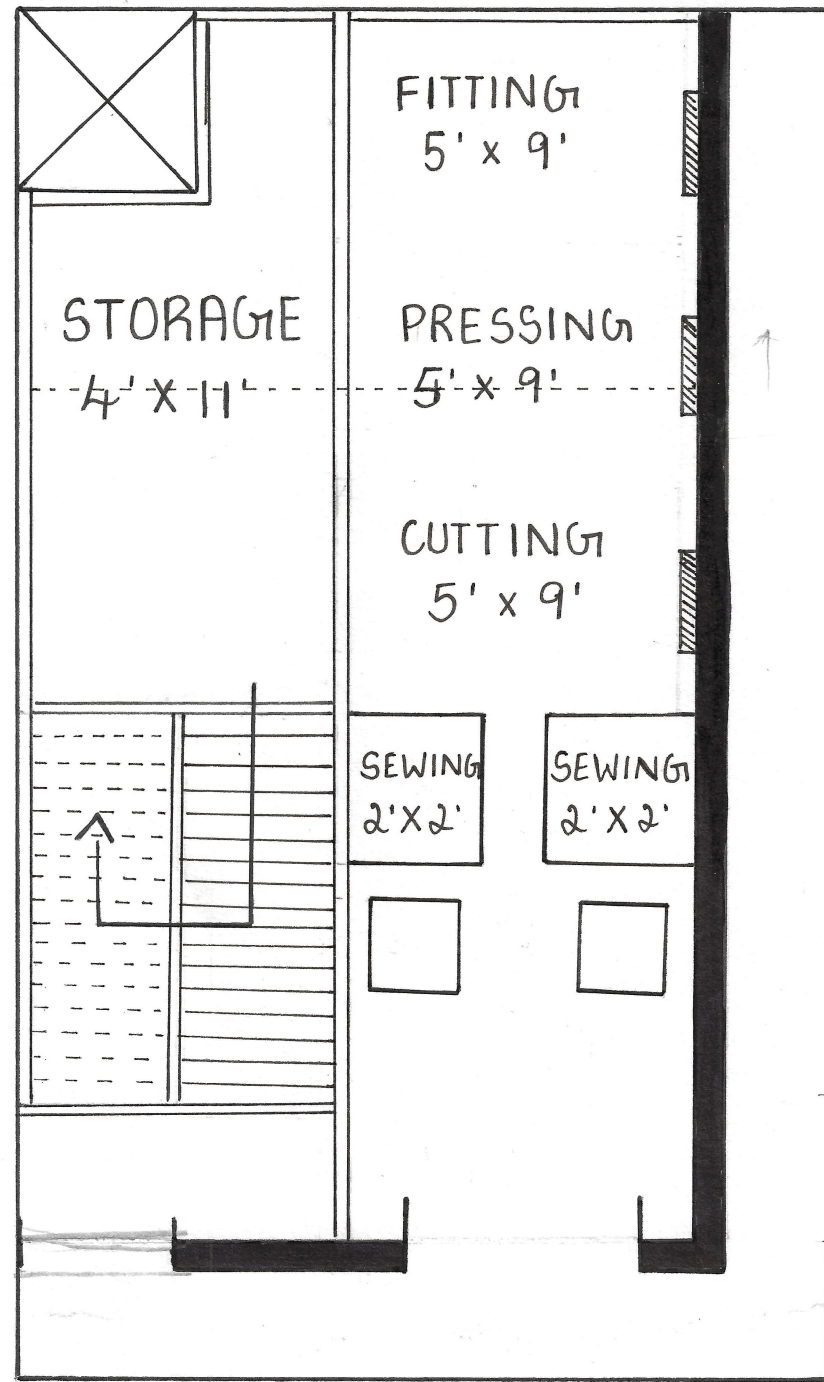 FITTING
5' x 9'
STORAGE
4' X 11'
PRESSING
5' x 9'
CUTTING
5' x 9'
SEWING
2'X2'
SEWING
2'X2'